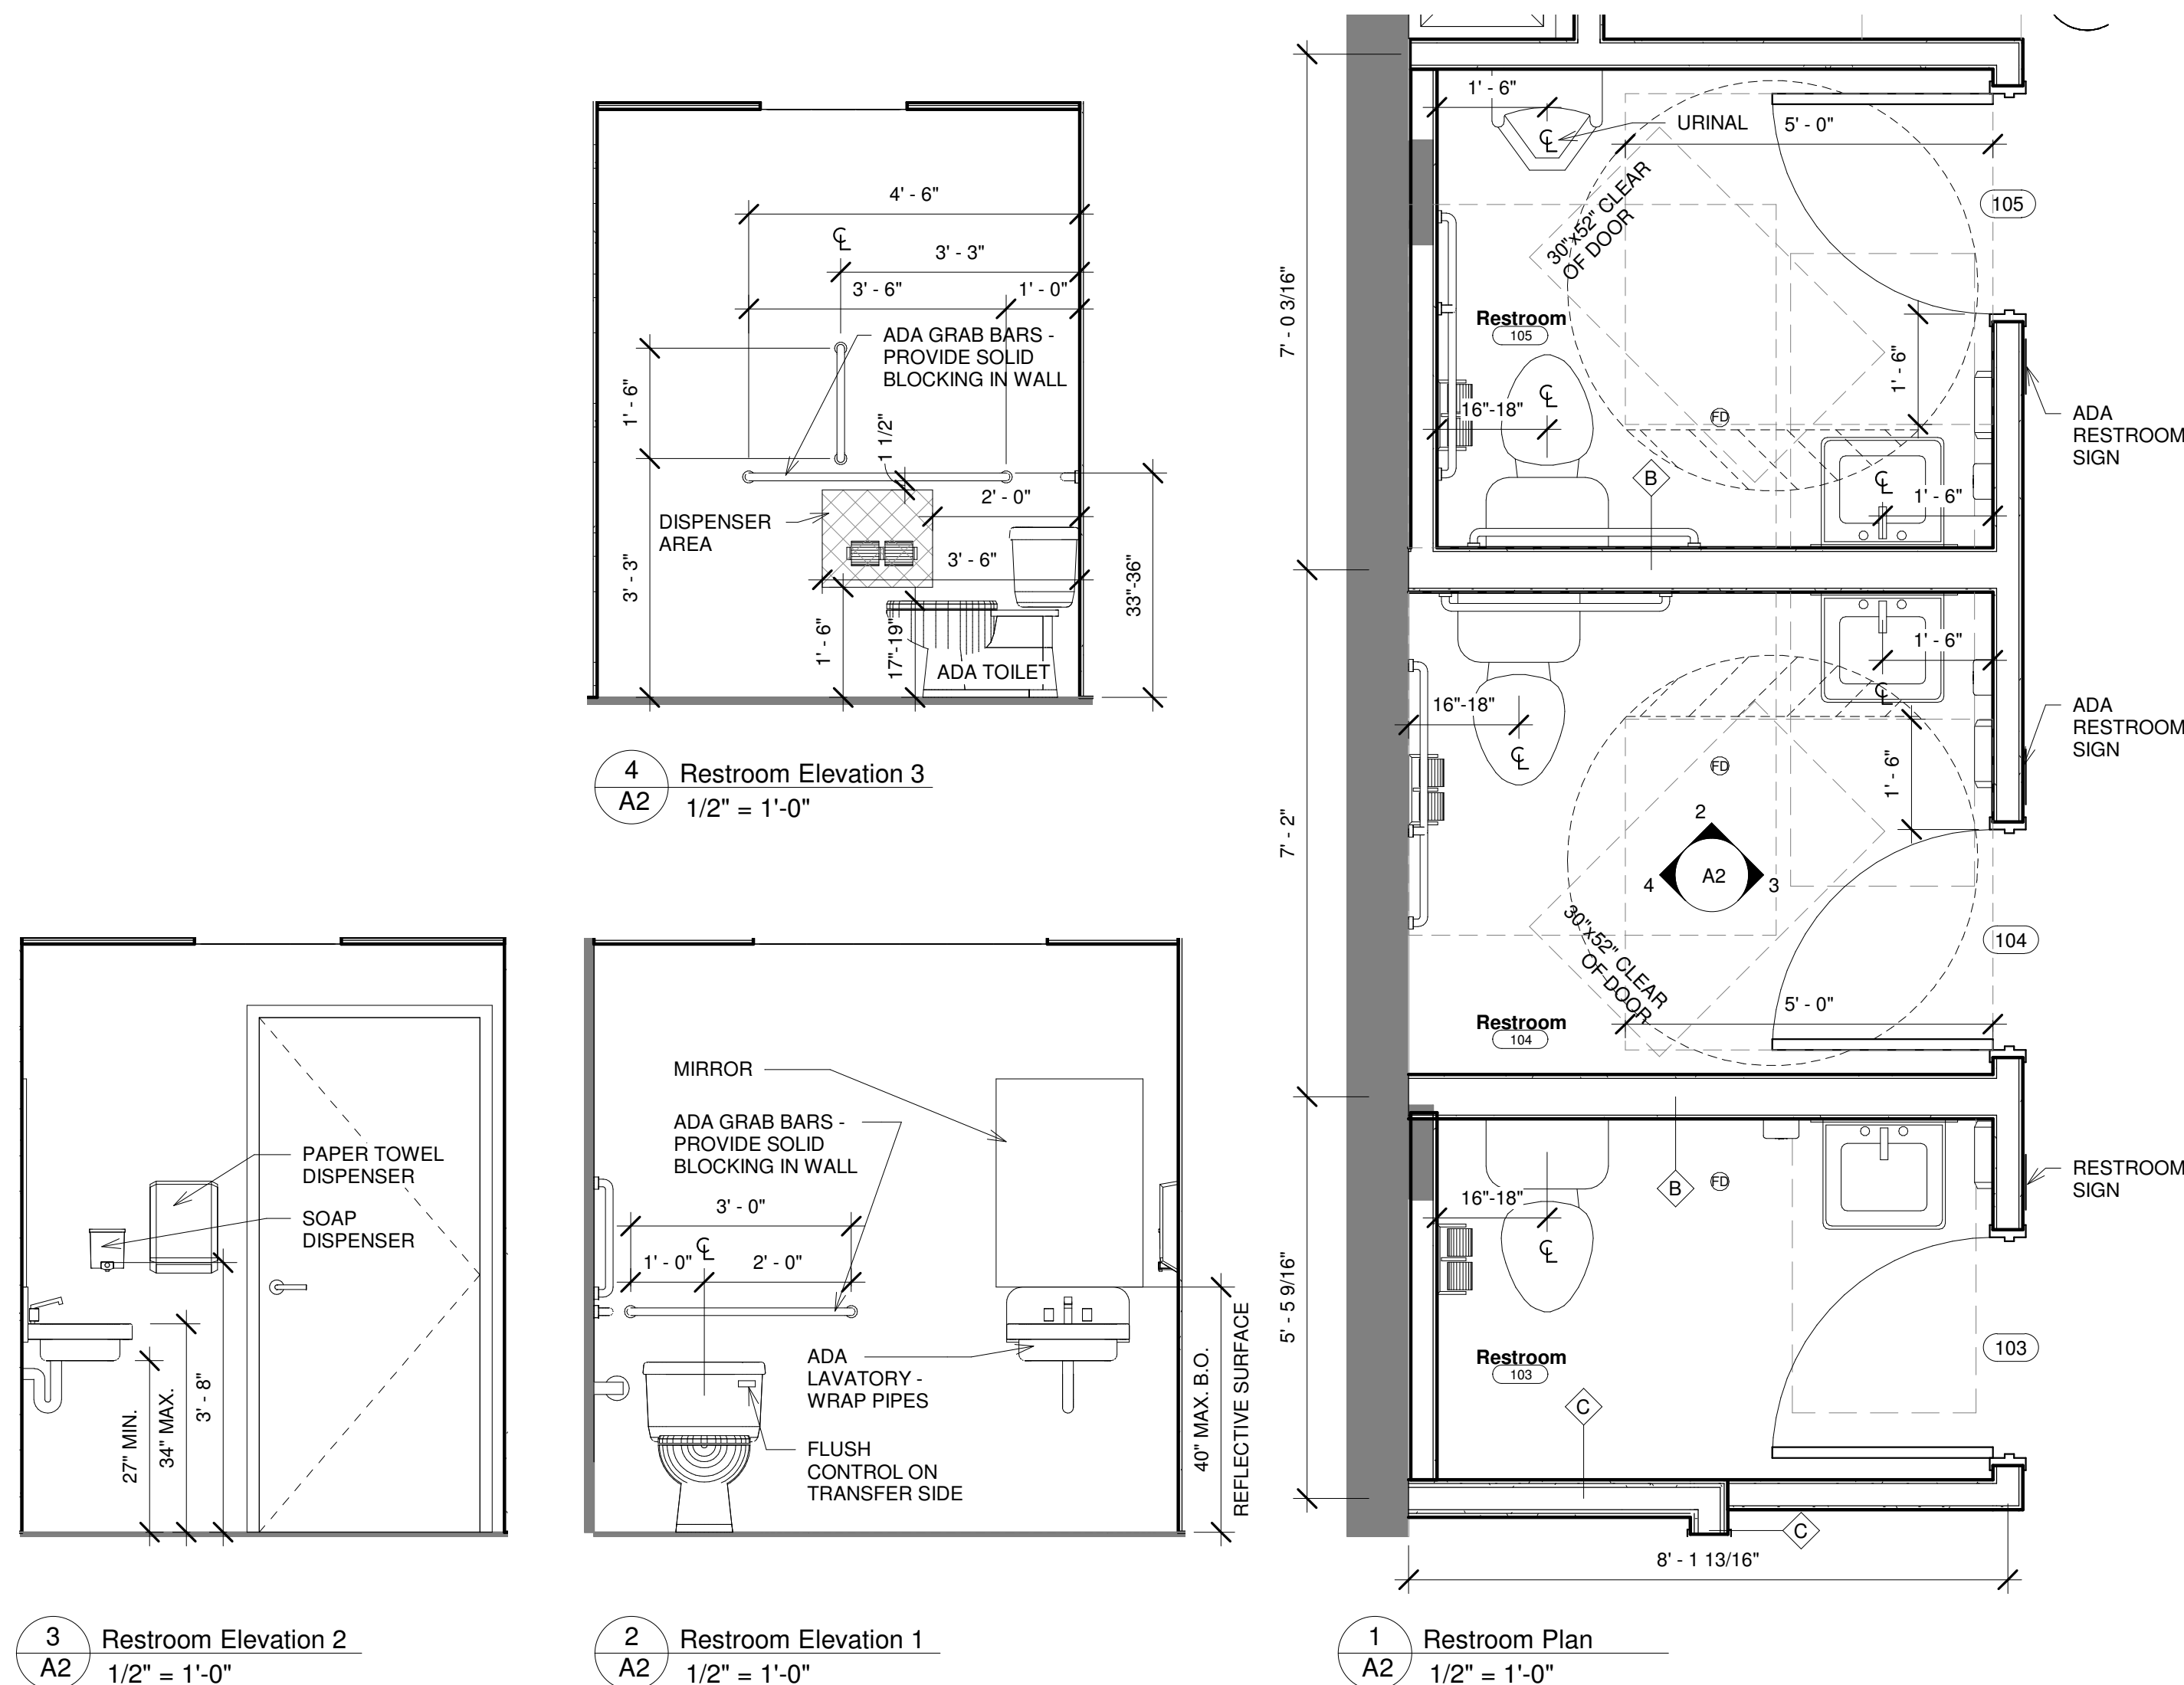 4' - 6"
CL
3' - 3"
3' - 6"
1' - 0"
ADA GRAB BARS -
PROVIDE SOLID
BLOCKING IN WALL
1' - 6"
1 1/2"
2' - 0"
DISPENSER
AREA
3' - 6"
3' - 3"
1' - 6"
17"-19"
ADA TOILET
33"-36"
4
A2
Restroom Elevation 3
1/2" = 1'-0"
PAPER TOWEL
DISPENSER
SOAP
DISPENSER
27" MIN.
34" MAX.
3' - 8"
3
A2
Restroom Elevation 2
1/2" = 1'-0"
MIRROR
ADA GRAB BARS -
PROVIDE SOLID
BLOCKING IN WALL
3' - 0"
1' - 0"
CL
2' - 0"
ADA
LAVATORY -
WRAP PIPES
FLUSH
CONTROL ON
TRANSFER SIDE
40" MAX. B.O.
REFLECTIVE SURFACE
2
A2
Restroom Elevation 1
1/2" = 1'-0"
1' - 6"
CL
URINAL
5' - 0"
30"x52" CLEAR
OF DOOR
105
7' - 0 3/16"
Restroom
105
1' - 6"
CL
16"-18"
FD
ADA
RESTROOM
SIGN
B
CL
1' - 6"
1' - 6"
CL
16"-18"
CL
FD
1' - 6"
ADA
RESTROOM
SIGN
7' - 2"
2
4
A2
3
30"x52" CLEAR
OF DOOR
104
5' - 0"
Restroom
104
16"-18"
CL
B
FD
RESTROOM
SIGN
5' - 5 9/16"
Restroom
103
103
C
C
8' - 1 13/16"
1
A2
Restroom Plan
1/2" = 1'-0"